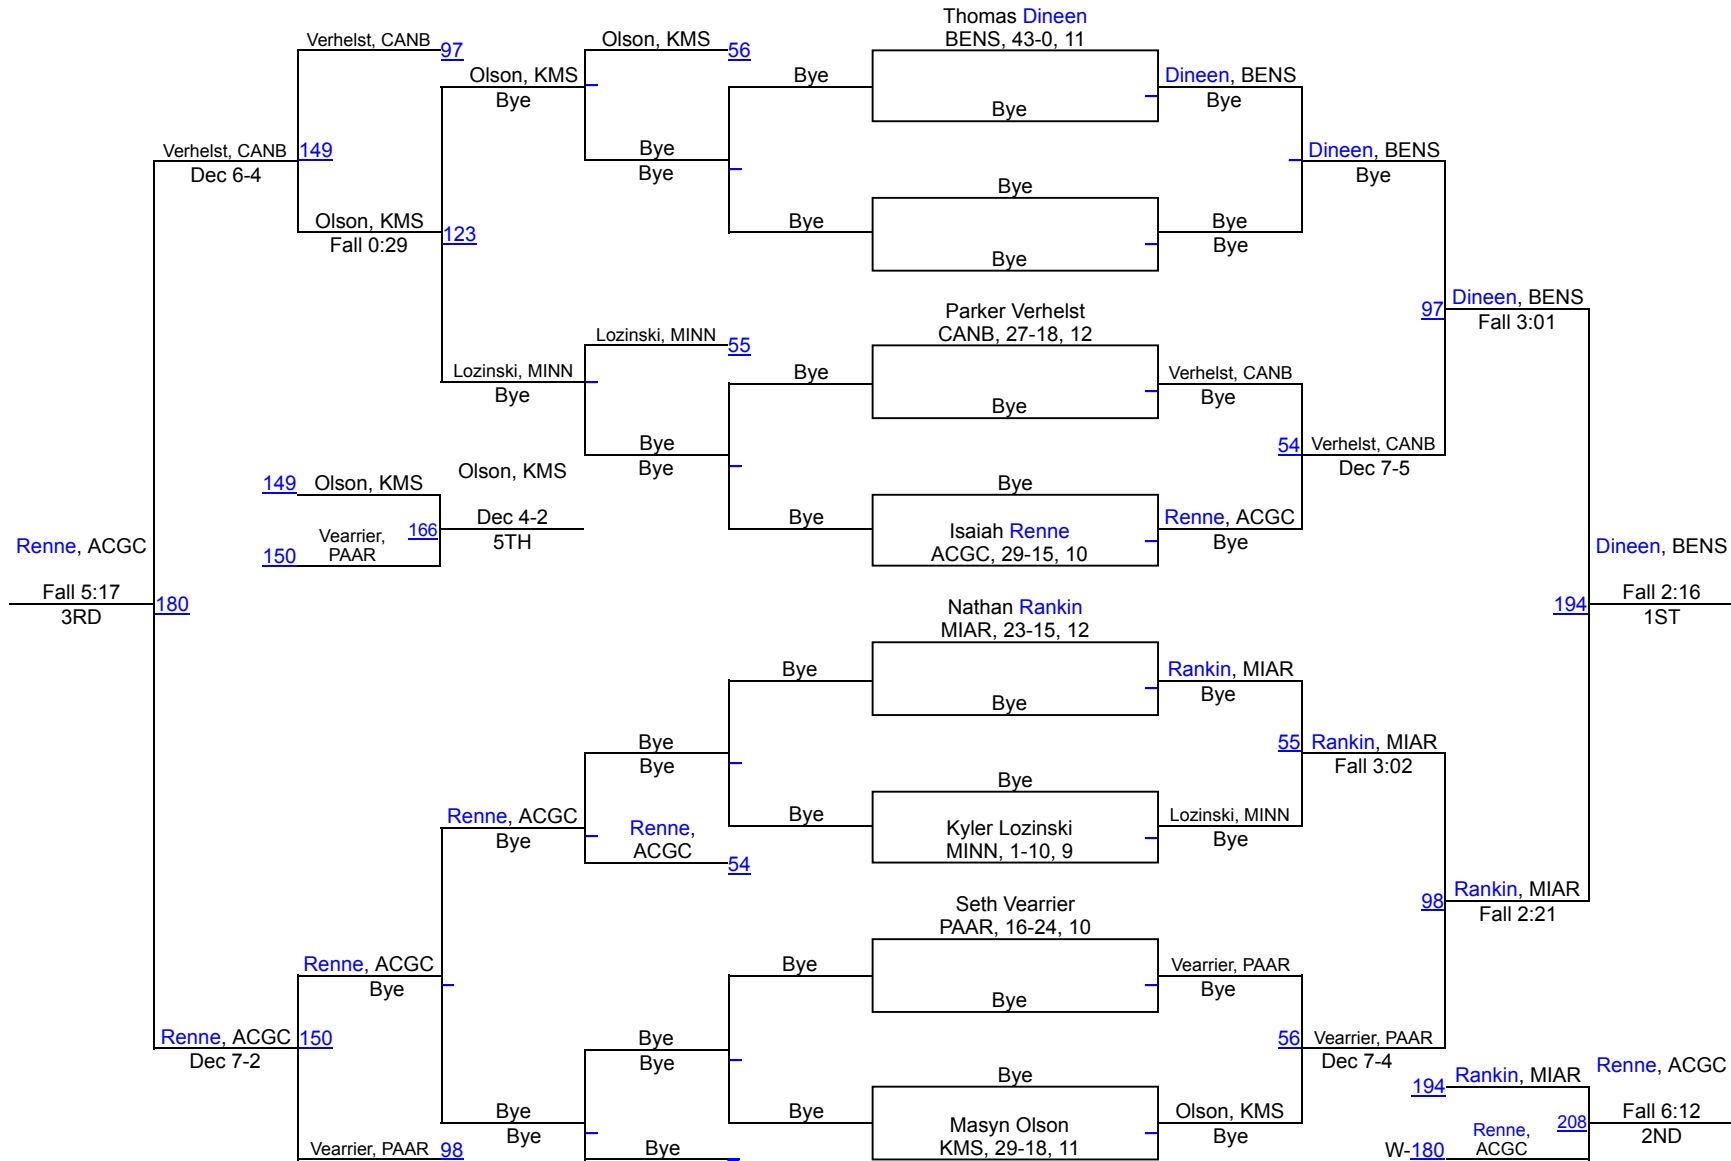 Thomas Dineen
BENS, 43-0, 11
Verhelst, CANB 97
Olson, KMS 56
Olson, KMS
Bye
Bye
Bye
Dineen, BENS
Bye
Verhelst, CANB 149
Dec 6-4
Bye
Bye
Dineen, BENS
Bye
Bye
Olson, KMS
Fall 0:29
123
Bye
Bye
Bye
Bye
Parker Verhelst
CANB, 27-18, 12
97 Dineen, BENS
Fall 3:01
Lozinski, MINN 55
Lozinski, MINN
Bye
Bye
Bye
Verhelst, CANB
Bye
Bye
Bye
54 Verhelst, CANB
Dec 7-5
149 Olson, KMS
Olson, KMS
Dec 4-2
5TH
166
Vearrier,
PAAR
150
Bye
Bye
Isaiah Renne
ACGC, 29-15, 10
Renne, ACGC
Bye
Renne, ACGC
Fall 5:17
3RD
180
Dineen, BENS
194
Fall 2:16
1ST
Nathan Rankin
MIAR, 23-15, 12
Bye
Bye
Rankin, MIAR
Bye
Bye
Bye
55 Rankin, MIAR
Fall 3:02
Renne, ACGC
Bye
Renne,
ACGC
54
Bye
Bye
Kyler Lozinski
MINN, 1-10, 9
Lozinski, MINN
Bye
Seth Vearrier
PAAR, 16-24, 10
98 Rankin, MIAR
Fall 2:21
Renne, ACGC
Bye
Bye
Bye
Vearrier, PAAR
Bye
Renne, ACGC 150
Dec 7-2
Bye
Bye
56 Vearrier, PAAR
Dec 7-4
Bye
Bye
Bye
Bye
Masyn Olson
KMS, 29-18, 11
Olson, KMS
Bye
Vearrier, PAAR 98
Bye
194 Rankin, MIAR
Renne, ACGC
208
Fall 6:12
2ND
W-180
Renne,
ACGC